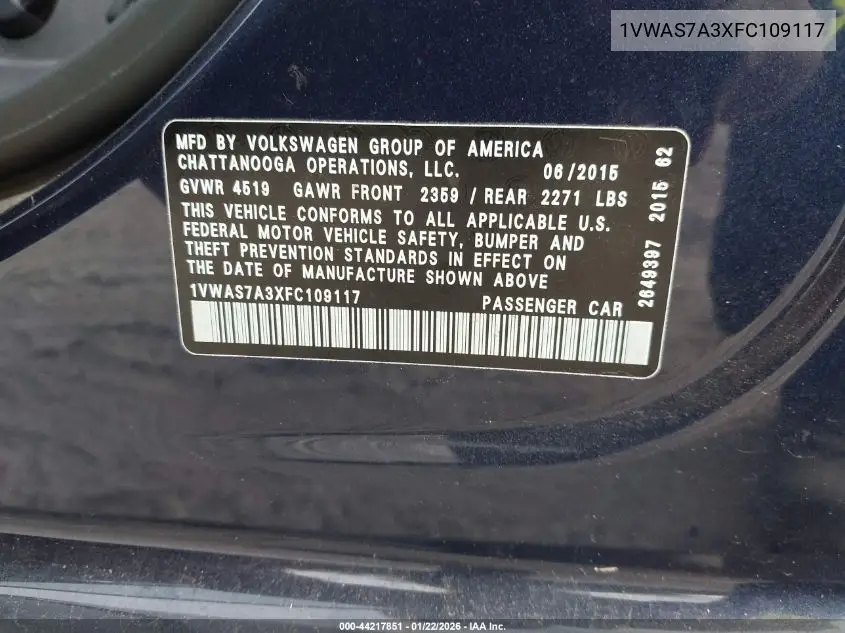 1VWAS7A3XFC109117
MFD BY VOLKSWAGEN GROUP OF AMERICA
CHATTANOOGA OPERATIONS, LLC. 06/2015
GVWR 4519 GAWR FRONT 2359 / REAR 2271 LBS
THIS VEHICLE CONFORMS TO ALL APPLICABLE U.S.
FEDERAL MOTOR VEHICLE SAFETY, BUMPER AND
THEFT PREVENTION STANDARDS IN EFFECT ON
THE DATE OF MANUFACTURE SHOWN ABOVE
1VWAS7A3XFC109117 PASSENGER CAR
2649397 2015 62
000-44217851 - 01/22/2026 - IAA Inc.